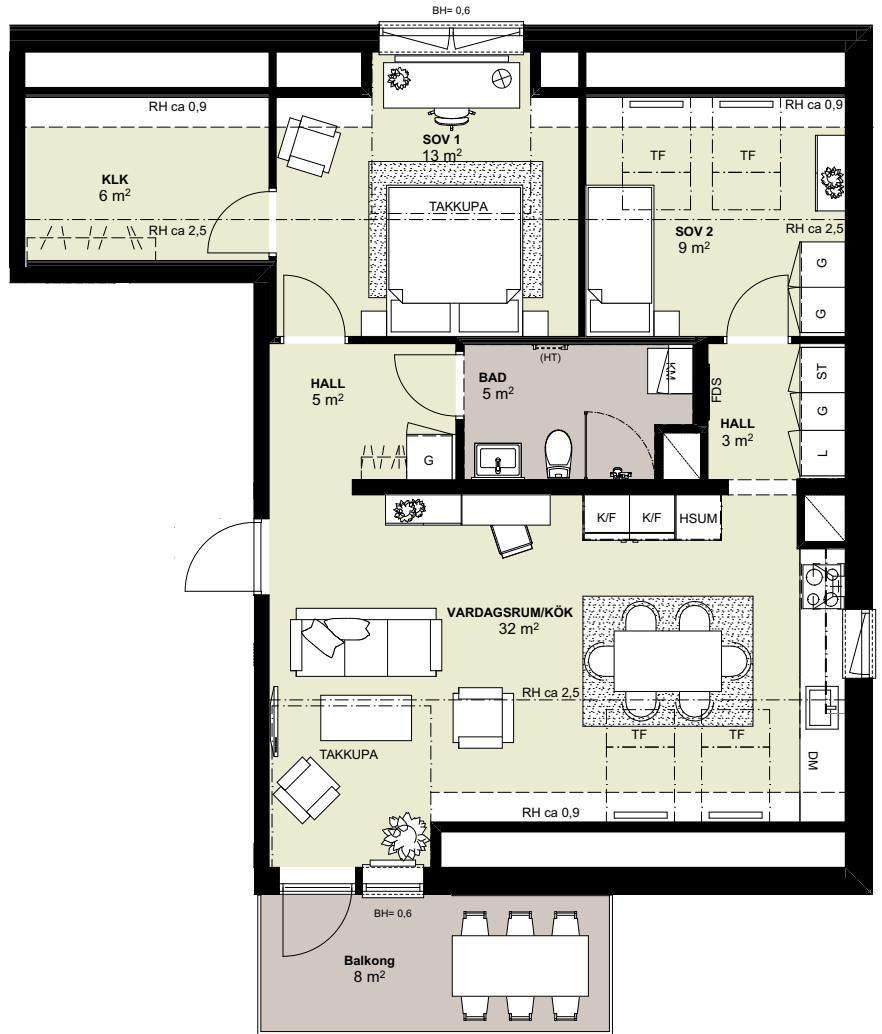 BH= 0,6
RH ca 0,9
RH ca 0,9
SOV 1
13 m²
TF
TF
KLK
6 m²
TAKKUPA
RH ca 2,5
SOV 2
9 m²
RH ca 2,5
G
G
(HT)
HALL
5 m²
BAD
5 m²
KM
FDS
ST
HALL
3 m²
G
G
L
K/F
K/F
HSUM
VARDAGSRUM/KÖK
32 m²
RH ca 2,5
TF
TF
TAKKUPA
DM
RH ca 0,9
BH= 0,6
Balkong
8 m²